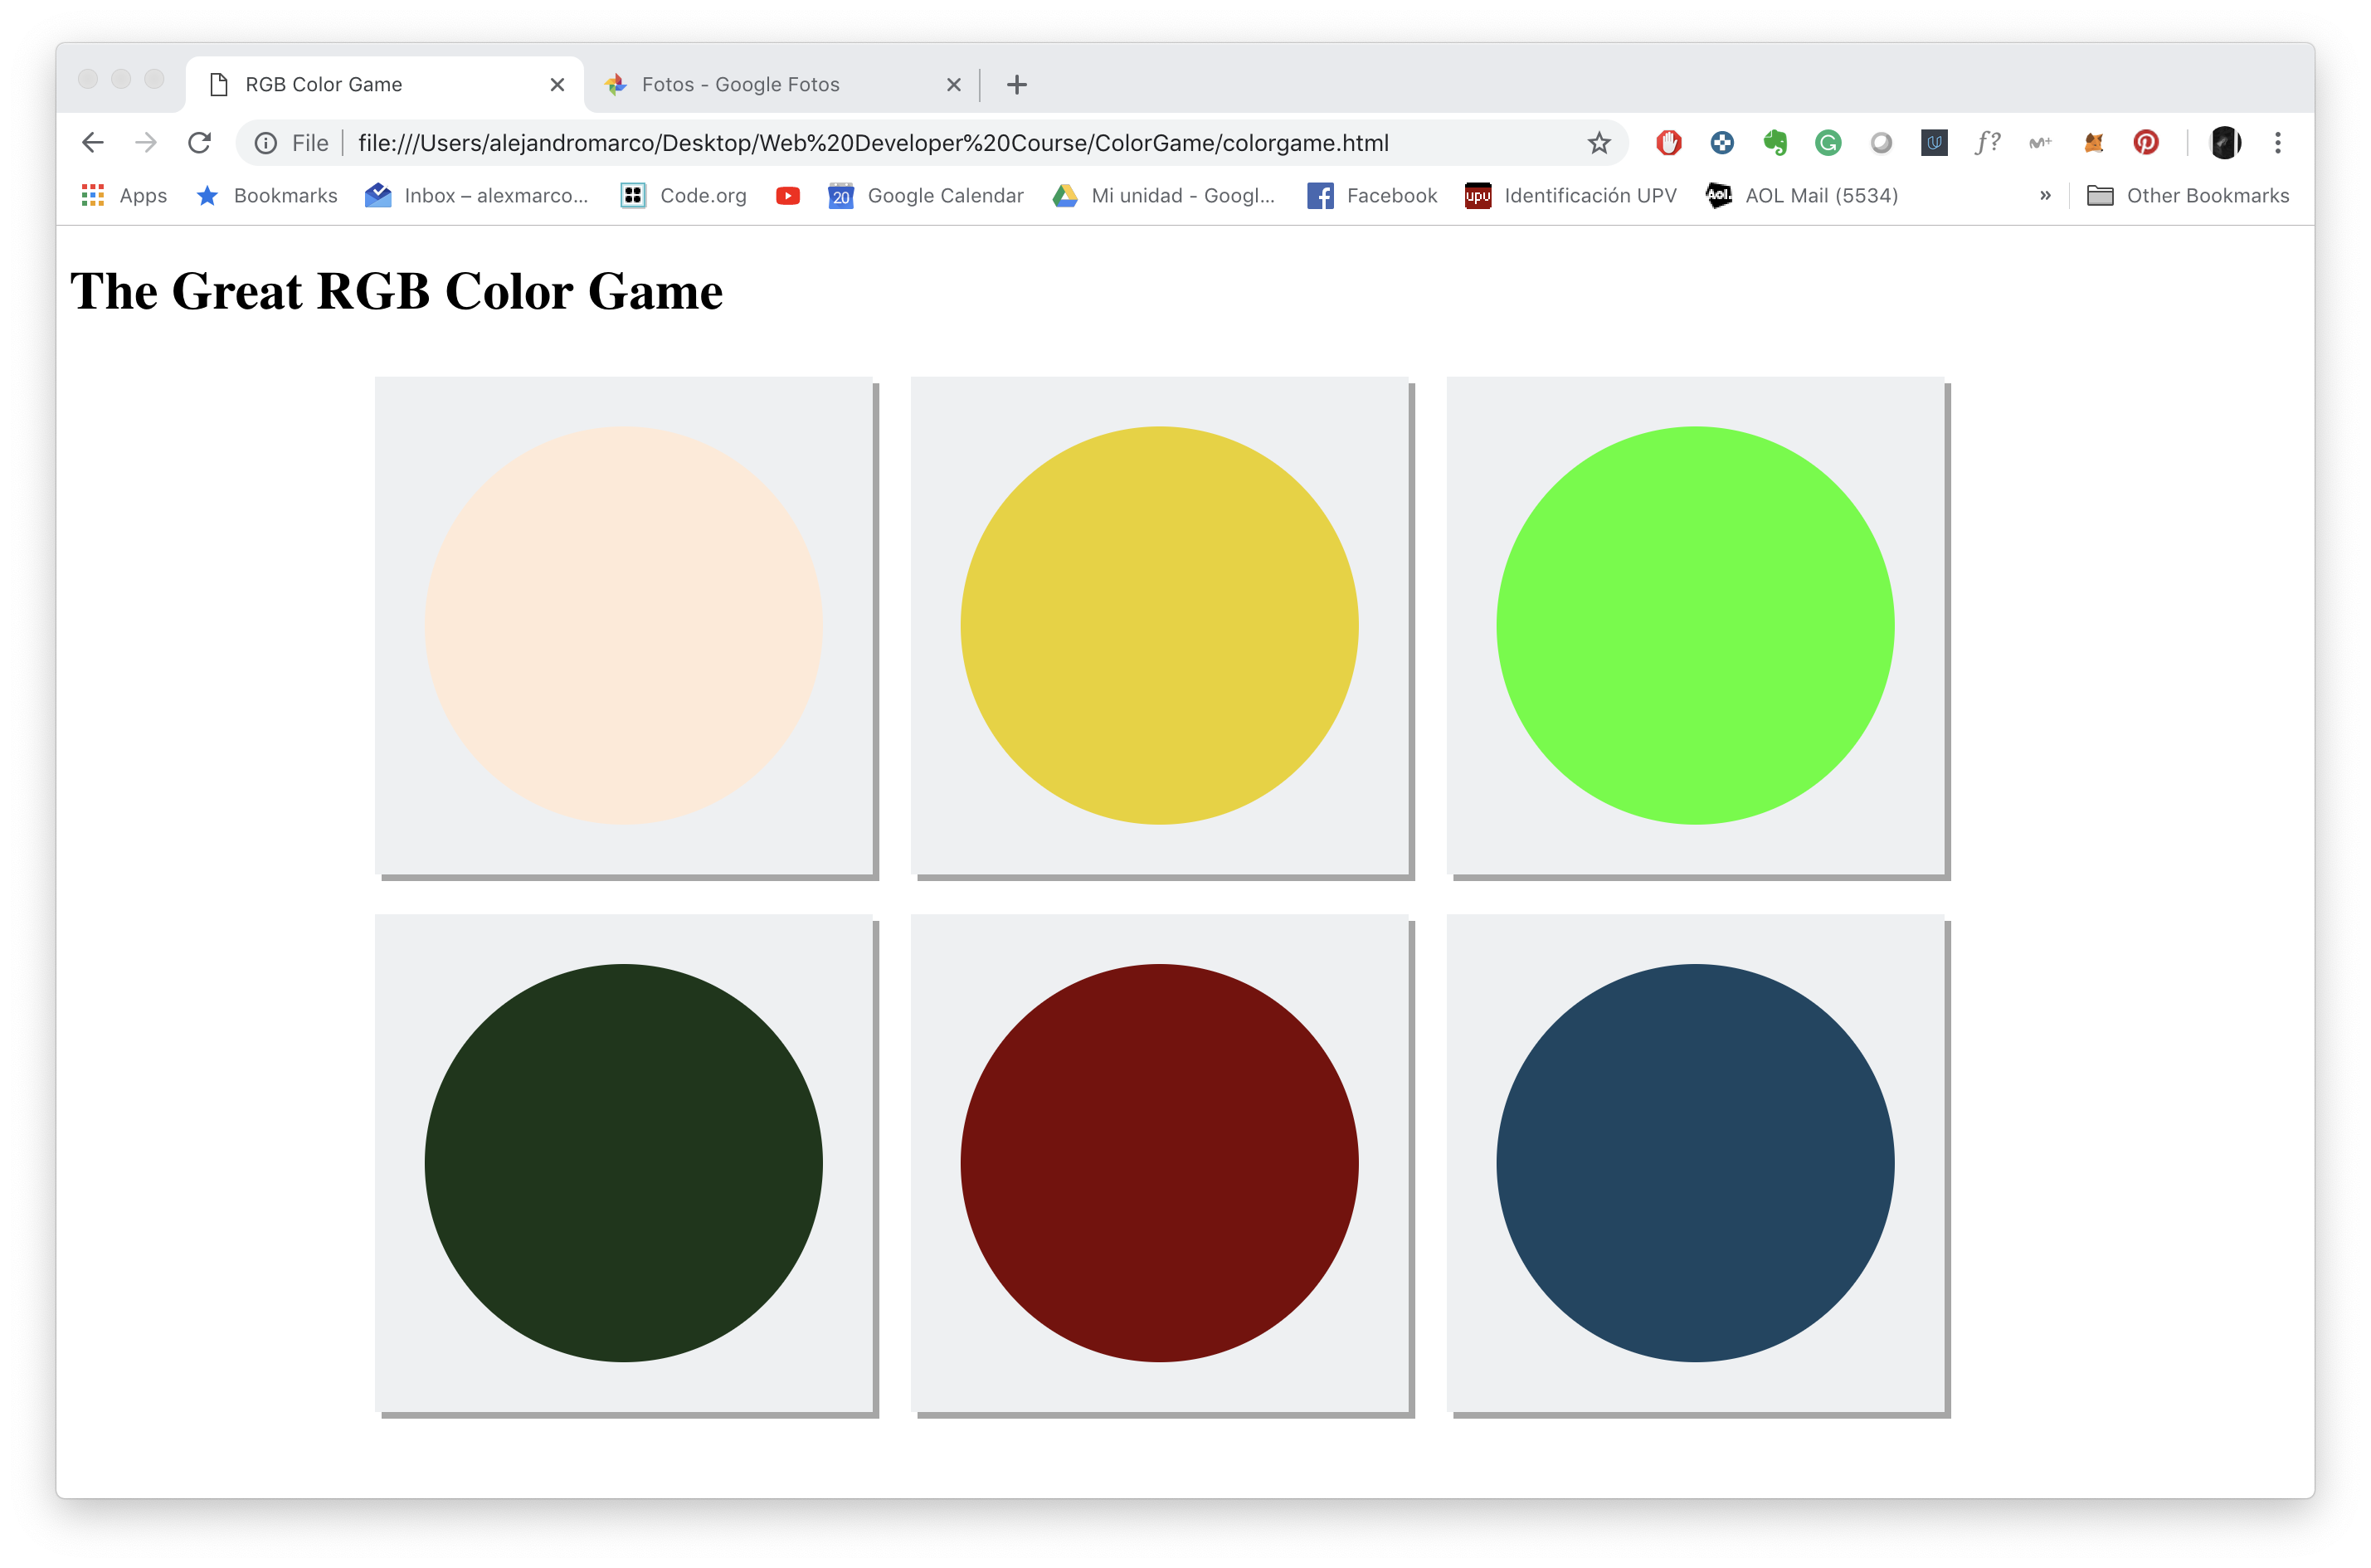 RGB Color Game
Fotos - Google Fotos
File file:///Users/alejandromarco/Desktop/Web%20Developer%20Course/ColorGame/colorgame.html
Apps Bookmarks Inbox – alexmarco... Code.org 20 Google Calendar Mi unidad - Googl... Facebook upv Identificación UPV Aol. AOL Mail (5534) » Other Bookmarks
The Great RGB Color Game